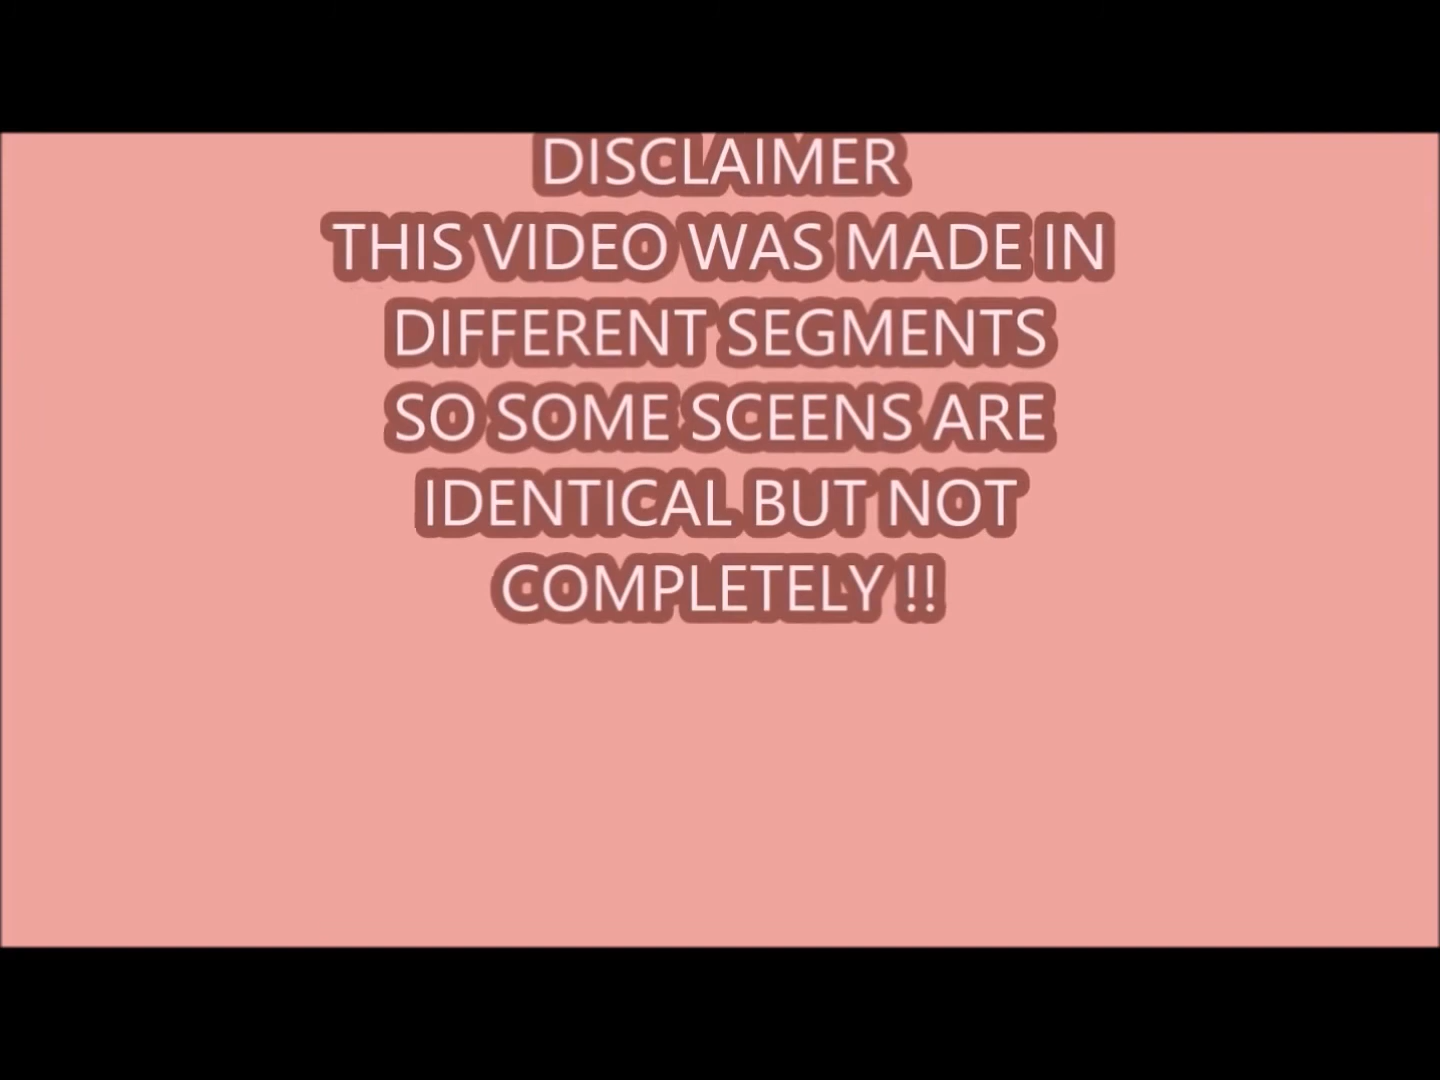 DISCLAIMER
THIS VIDEO WAS MADE IN
DIFFERENT SEGMENTS
SO SOME SCEENS ARE
IDENTICAL BUT NOT
COMPLETELY !!